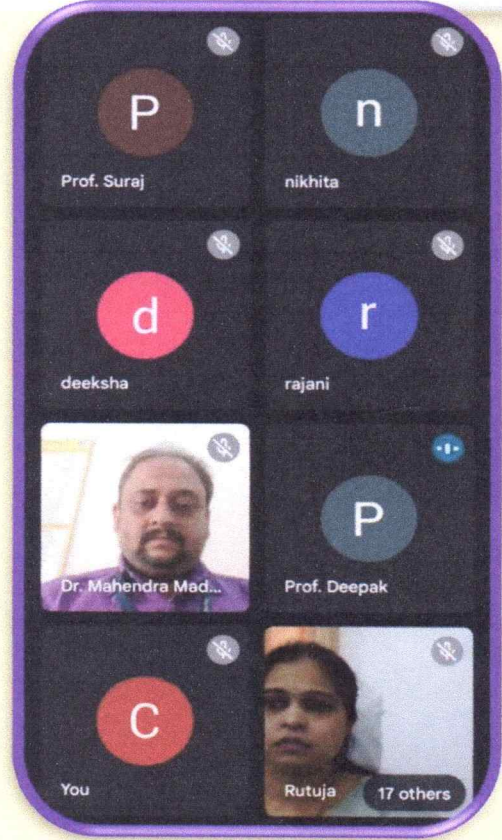 P
n
Prof. Suraj
nikhita
d
r
deeksha
rajani
Dr. Mahendra Mad...
P
Prof. Deepak
C
You
Rutuja
17 others